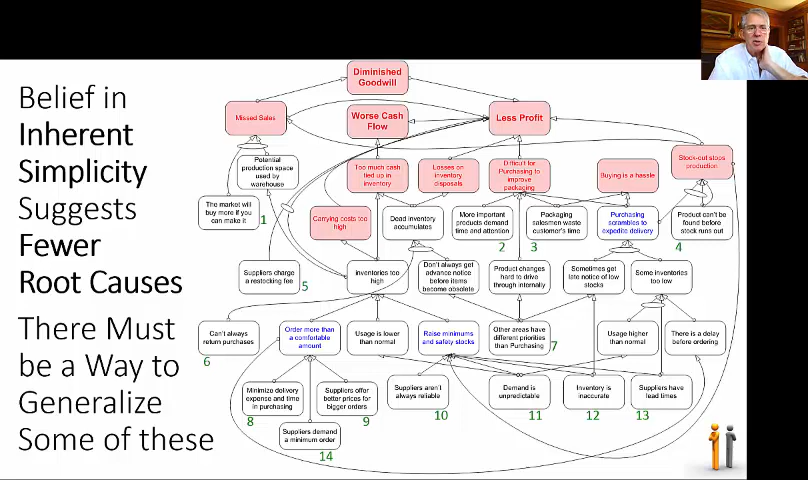 Belief in
Inherent
Simplicity
Suggests
Fewer
Root Causes
There Must
be a Way to
Generalize
Some of these
Diminished
Goodwill
Missed Sales
Worse Cash
Flow
Less Profit
Potential
production space
used by
warehouse
Too much cash
tied up in
inventory
Losses on
inventory
disposals
Difficult for
Purchasing to
improve
packaging
Buying is a hassle
Stock-out stops
production
The market will
buy more if you
can make it
1
Carrying costs too
high
Dead inventory
accumulates
More important
products demand
time and attention
2
Packaging
salesmen waste
customer's time
3
Purchasing
scrambles to
expedite delivery
Product can't be
found before
stock runs out
4
Suppliers charge
a restocking fee
5
inventories too
high
Don't always get
advance notice
before items
become obsolete
Product changes
hard to drive
through internally
Sometimes get
late notice of low
stocks
Some inventories
too low
Can't always
return purchases
6
Order more than
a comfortable
amount
Usage is lower
than normal
Raise minimums
and safety stocks
Other areas have
different priorities
than Purchasing
7
Usage higher
than normal
There is a delay
before ordering
Minimize delivery
expense and time
in purchasing
8
Suppliers offer
better prices for
bigger orders
9
Suppliers aren't
always reliable
10
Demand is
unpredictable
11
Inventory is
inaccurate
12
Suppliers have
lead times
13
Suppliers demand
a minimum order
14